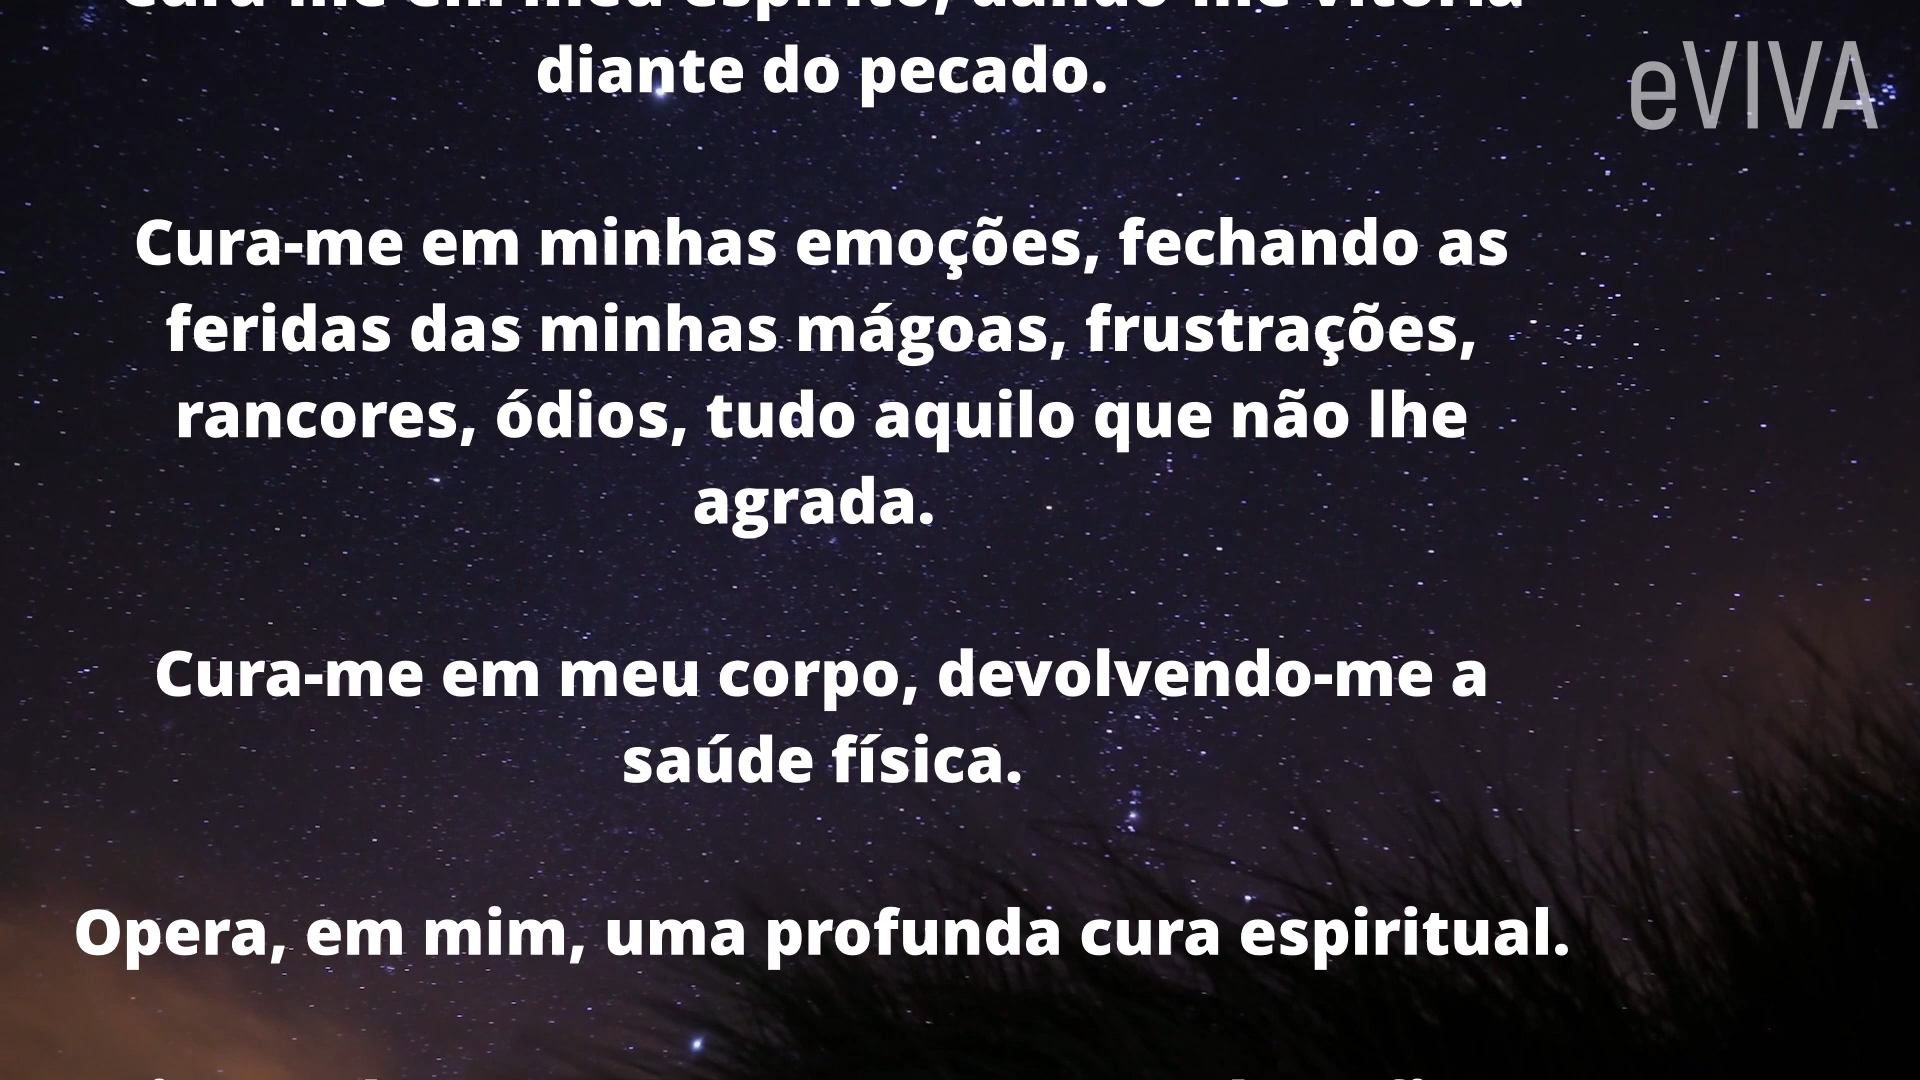 Cura-me em meu espírito, dando-me vitória
diante do pecado.
eVIVA
Cura-me em minhas emoções, fechando as
feridas das minhas mágoas, frustrações,
rancores, ódios, tudo aquilo que não lhe
agrada.
Cura-me em meu corpo, devolvendo-me a
saúde física.
Opera, em mim, uma profunda cura espiritual.